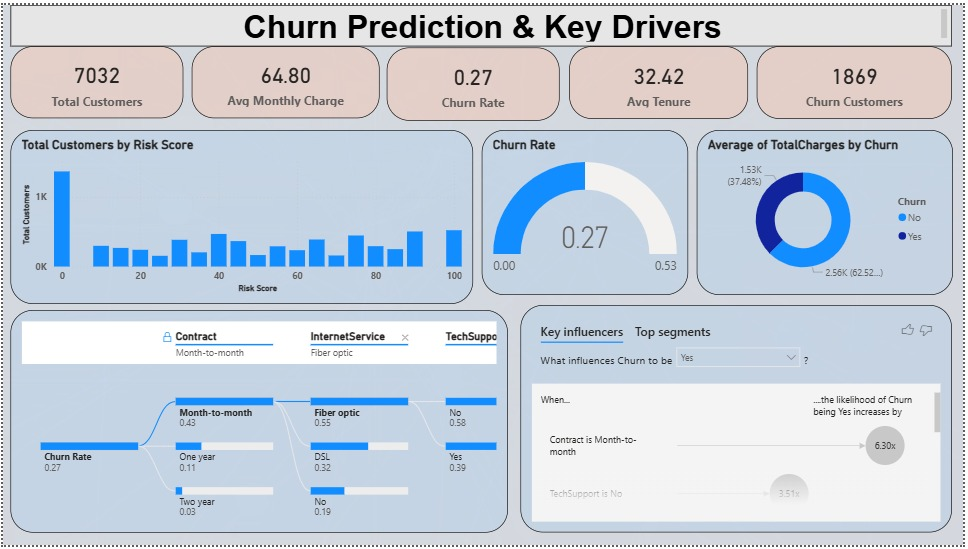 Churn Prediction & Key Drivers
7032
Total Customers
64.80
Avg Monthly Charge
0.27
Churn Rate
32.42
Avg Tenure
1869
Churn Customers
Total Customers by Risk Score
Total Customers
1K
0K
0 20 40 60 80 100
Risk Score
Churn Rate
0.27
0.00 0.53
Average of TotalCharges by Churn
1.53K
(37.48%)
2.56K (62.52...)
Churn
No
Yes
Contract
Month-to-month
InternetService
Fiber optic
TechSuppo
Churn Rate
0.27
Month-to-month
0.43
One year
0.11
Two year
0.03
Fiber optic
0.55
DSL
0.32
No
0.19
No
0.58
Yes
0.39
Key influencers Top segments
What influences Churn to be Yes ?
When...
....the likelihood of Churn
being Yes increases by
Contract is Month-to-
month
6.30x
TechSupport is No
3.51x